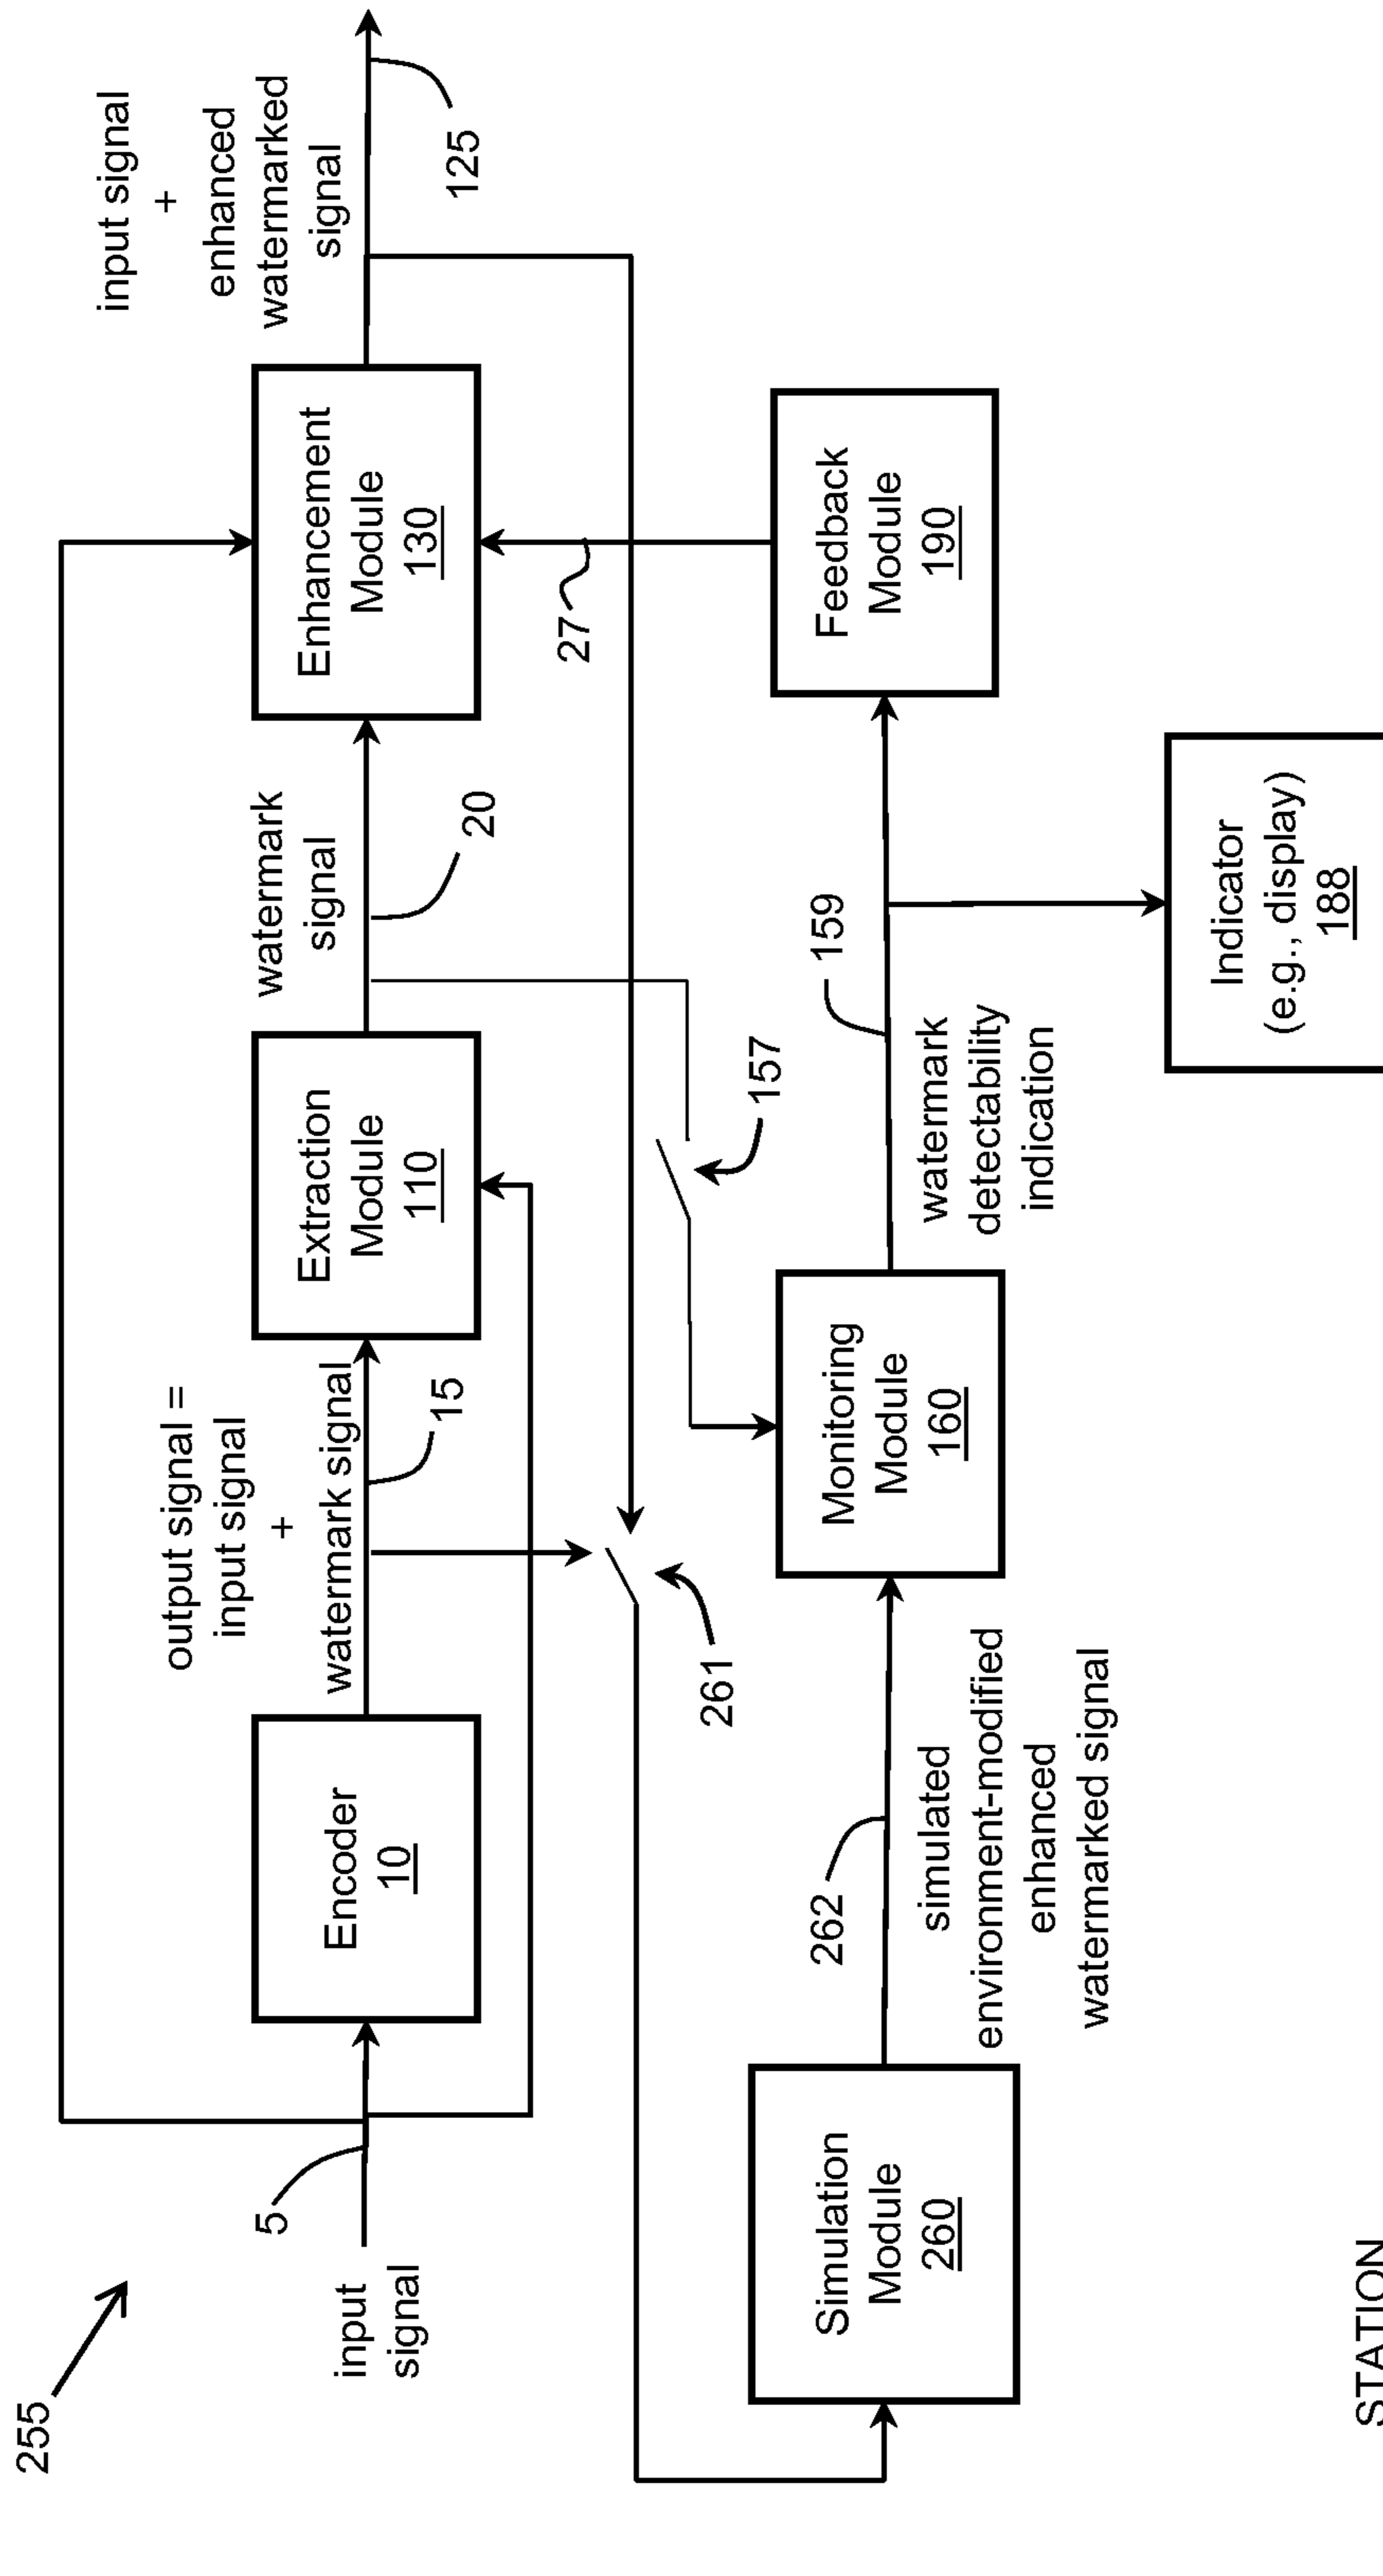 255
input signal
+
enhanced
watermarked
signal
125
output signal =
input signal
+
watermark signal
15
watermark
signal
20
5
input
signal
Encoder
10
Extraction
Module
110
Enhancement
Module
130
27
261
157
262
159
Simulation
Module
260
simulated
environment-modified
enhanced
watermarked signal
Monitoring
Module
160
watermark
detectability
indication
Feedback
Module
190
Indicator
(e.g., display)
188
STATION